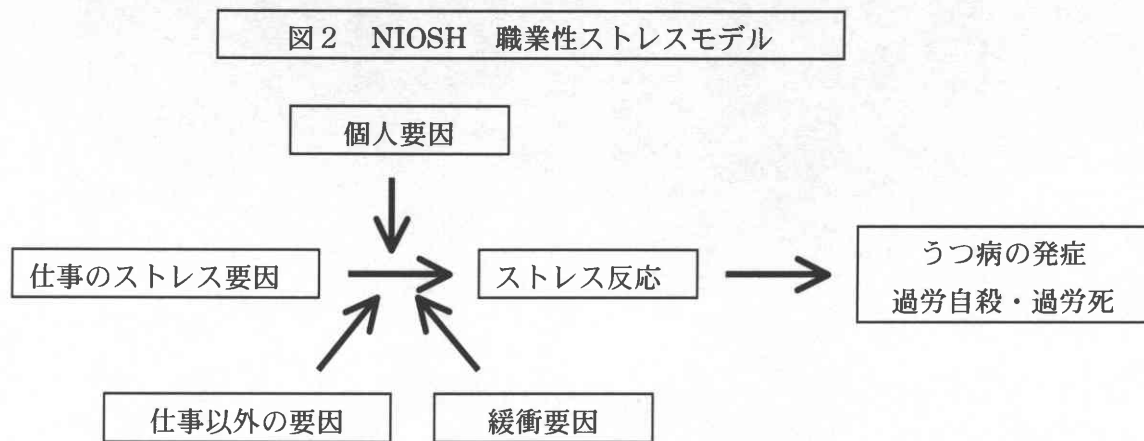 図2 NIOSH 職業性ストレスモデル
個人要因
仕事のストレス要因
ストレス反応
うつ病の発症
過労自殺・過労死
仕事以外の要因
緩衝要因